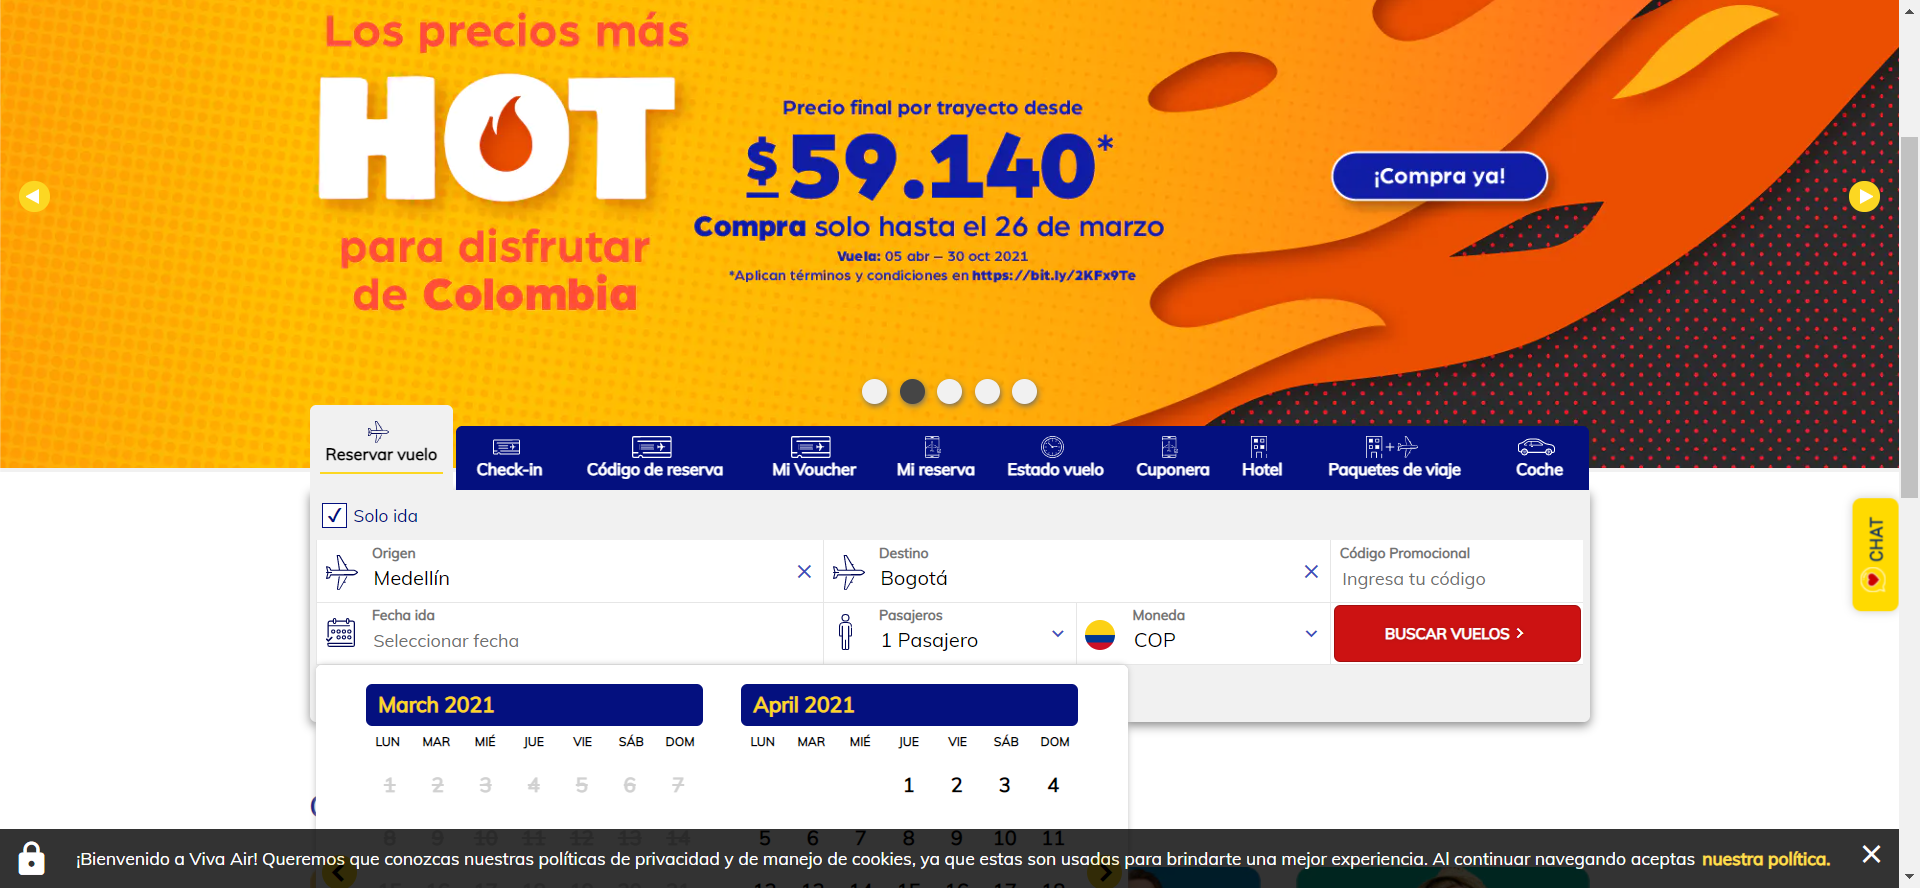 Los precios más
HOT
para disfrutar
de Colombia
Precio final por trayecto desde
$59.140*
Compra solo hasta el 26 de marzo
Vuela: 05 abr – 30 oct 2021
*Aplican términos y condiciones en https://bit.ly/2KFx9Te
¡Compra ya!
Reservar vuelo
Check-in
Código de reserva
Mi Voucher
Mi reserva
Estado vuelo
Cuponera
Hotel
Paquetes de viaje
Coche
CHAT
Solo ida
Origen
Medellín
Destino
Bogotá
Código Promocional
Ingresa tu código
Fecha ida
Seleccionar fecha
Pasajeros
1 Pasajero
Moneda
COP
BUSCAR VUELOS
March 2021
LUN MAR MIÉ JUE VIE SÁB DOM
1 2 3 4 5 6 7
8 9 10 11 12 13 14
April 2021
LUN MAR MIÉ JUE VIE SÁB DOM
1 2 3 4
5 6 7 8 9 10 11
¡Bienvenido a Viva Air! Queremos que conozcas nuestras políticas de privacidad y de manejo de cookies, ya que estas son usadas para brindarte una mejor experiencia. Al continuar navegando aceptas nuestra política.